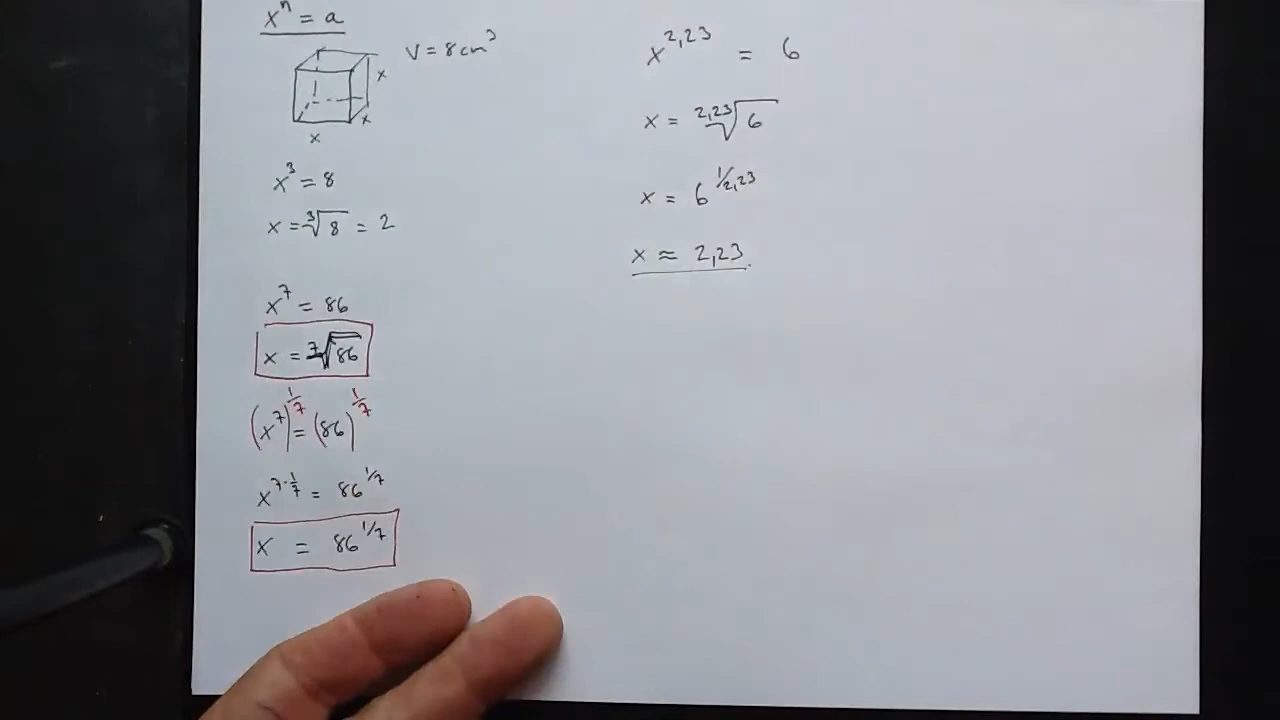 xⁿ = a
V = 8 cm³
x
x
x
x³ = 8
x = ³√8 = 2
x⁷ = 86
x = ⁷√86
(x⁷)^1/7 = (86)^1/7
x^7·1/7 = 86^1/7
x = 86^1/7
x^2,23 = 6
x = ^2,23√6
x = 6^1/2,23
x ≈ 2,23